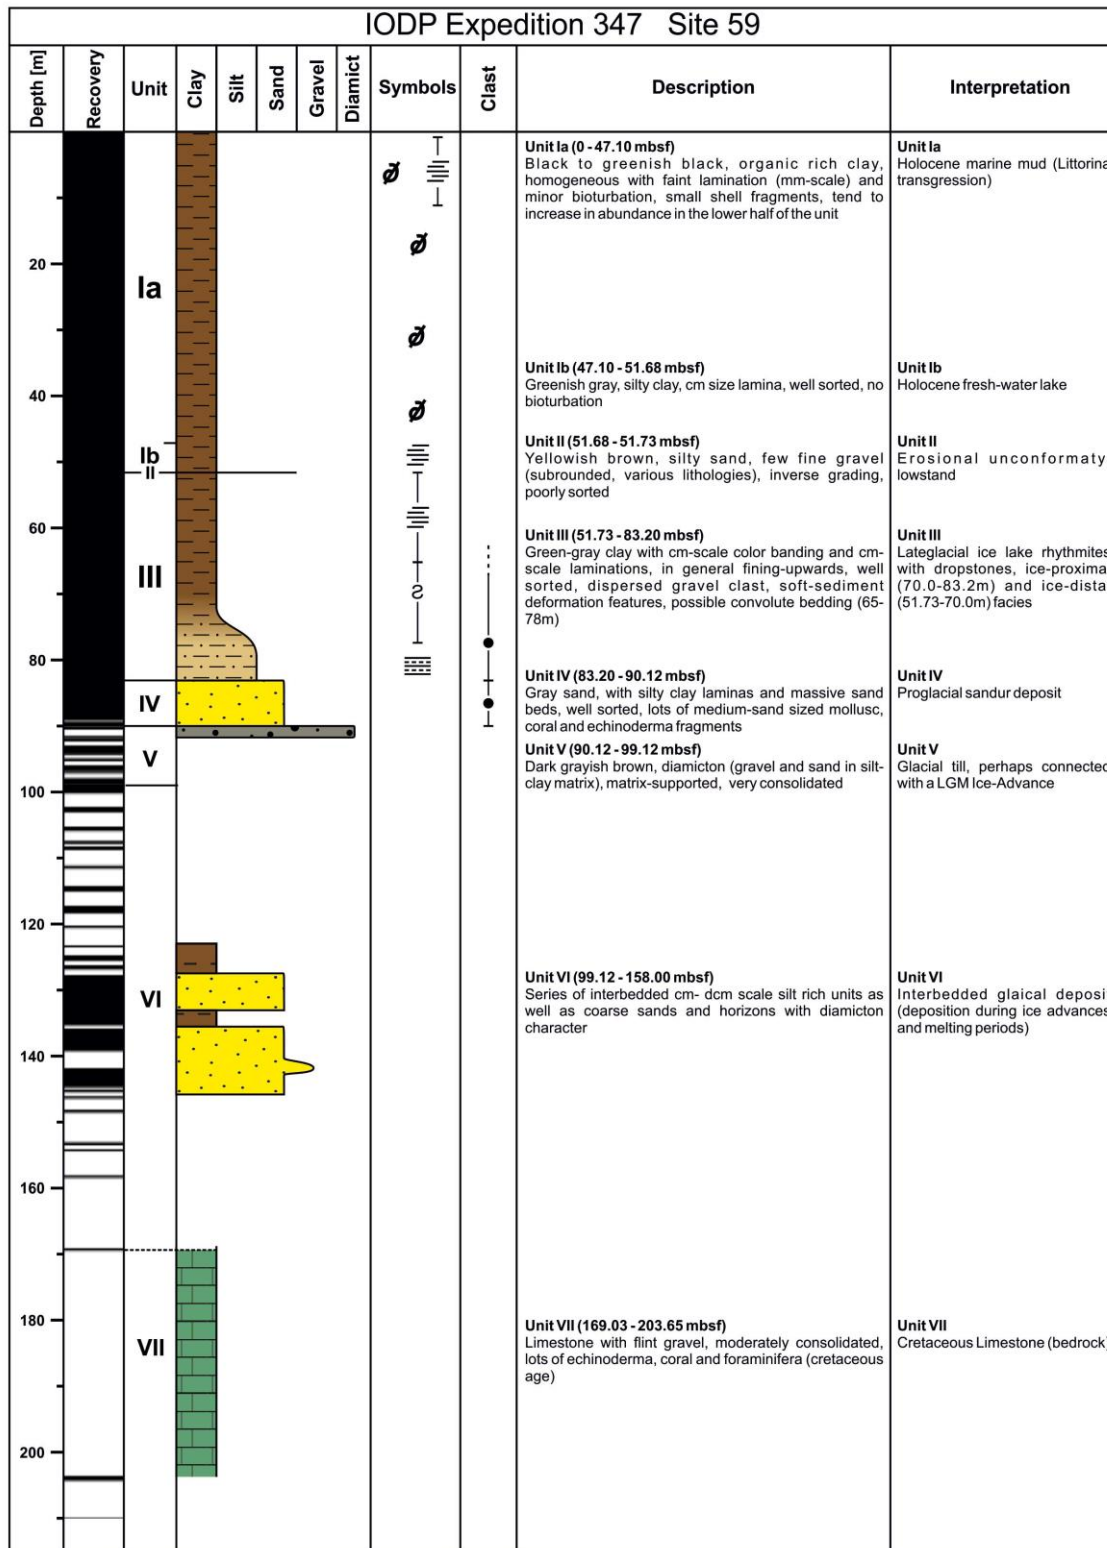 IODP Expedition 347 Site 59
Depth [m]
Recovery
Unit
Clay
Silt
Sand
Gravel
Diamict
Symbols
Clast
Description
Interpretation
20
40
60
80
100
120
140
160
180
200
Ia
Ib
II
III
IV
V
VI
VII
Unit Ia (0 - 47.10 mbsf)
Black to greenish black, organic rich clay,
homogeneous with faint lamination (mm-scale) and
minor bioturbation, small shell fragments, tend to
increase in abundance in the lower half of the unit
Unit Ia
Holocene marine mud (Littorina
transgression)
Unit Ib (47.10 - 51.68 mbsf)
Greenish gray, silty clay, cm size lamina, well sorted, no
bioturbation
Unit Ib
Holocene fresh-water lake
Unit II (51.68 - 51.73 mbsf)
Yellowish brown, silty sand, few fine gravel
(subrounded, various lithologies), inverse grading,
poorly sorted
Unit II
Erosional unconformaty
lowstand
Unit III (51.73 - 83.20 mbsf)
Green-gray clay with cm-scale color banding and cm-
scale laminations, in general fining-upwards, well
sorted, dispersed gravel clast, soft-sediment
deformation features, possible convolute bedding (65-
78m)
Unit III
Lateglacial ice lake rhythmites
with dropstones, ice-proxima
(70.0-83.2m) and ice-dista
(51.73-70.0m) facies
Unit IV (83.20 - 90.12 mbsf)
Gray sand, with silty clay laminas and massive sand
beds, well sorted, lots of medium-sand sized mollusc,
coral and echinoderma fragments
Unit IV
Proglacial sandur deposit
Unit V (90.12 - 99.12 mbsf)
Dark grayish brown, diamicton (gravel and sand in silt-
clay matrix), matrix-supported, very consolidated
Unit V
Glacial till, perhaps connected
with a LGM Ice-Advance
Unit VI (99.12 - 158.00 mbsf)
Series of interbedded cm- dcm scale silt rich units as
well as coarse sands and horizons with diamicton
character
Unit VI
Interbedded glaical deposit
(deposition during ice advances
and melting periods)
Unit VII (169.03 - 203.65 mbsf)
Limestone with flint gravel, moderately consolidated,
lots of echinoderma, coral and foraminifera (cretaceous
age)
Unit VII
Cretaceous Limestone (bedrock)